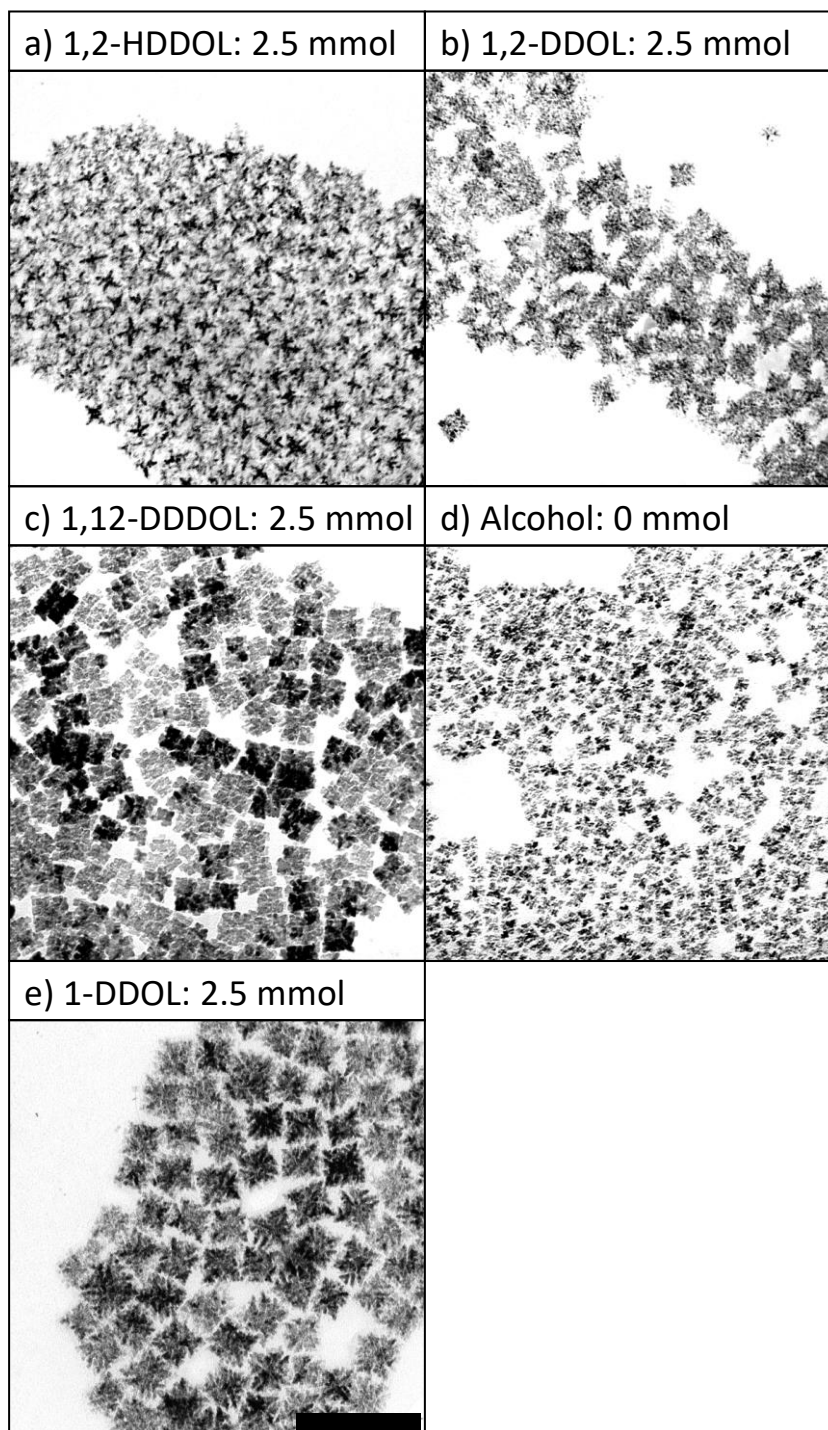 a) 1,2-HDDOL: 2.5 mmol
b) 1,2-DDOL: 2.5 mmol
c) 1,12-DDDOL: 2.5 mmol
d) Alcohol: 0 mmol
e) 1-DDOL: 2.5 mmol